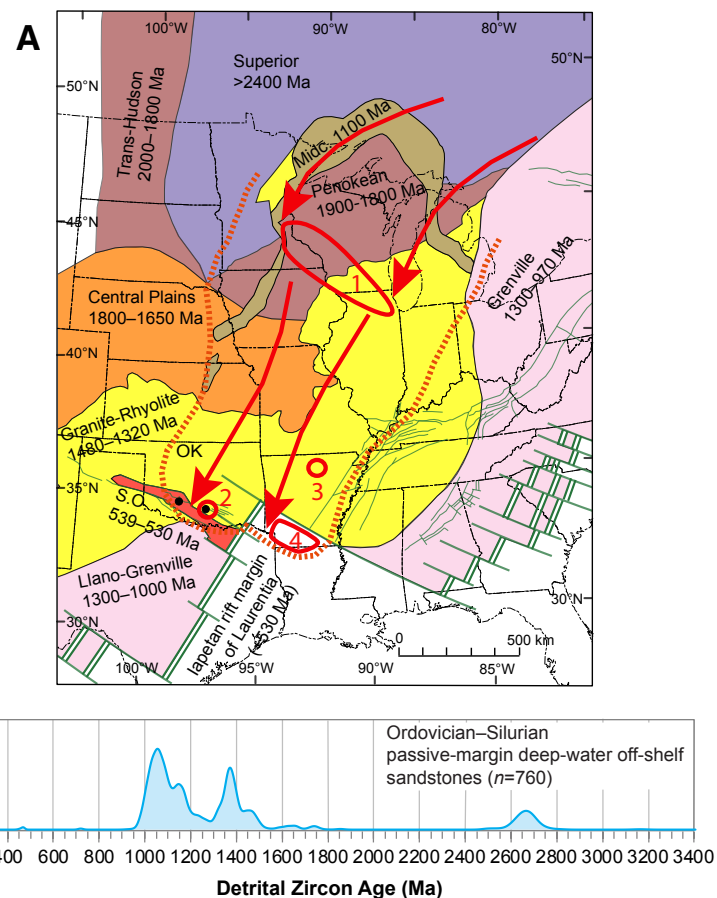 A
100°W
90°W
80°W
50°N
50°N
Superior
>2400 Ma
Trans-Hudson
2000–1800 Ma
Midc. 1100 Ma
Penokean
1900-1800 Ma
45°N
45°N
1
Grenville
1300–970 Ma
Central Plains
1800–1650 Ma
40°N
40°N
Granite-Rhyolite
1480–1320 Ma
OK
3
35°N
35°N
2
S.O.
539–530 Ma
4
Llano-Grenville
1300–1000 Ma
Iapetan rift margin
of Laurentia
30°N
30°N
0
500 km
100°W
95°W
90°W
85°W
Ordovician–Silurian
passive-margin deep-water off-shelf
sandstones (n=760)
800 1000 1200 1400 1600 1800 2000 2200 2400 2600 2800 3000 3200 3400
Detrital Zircon Age (Ma)